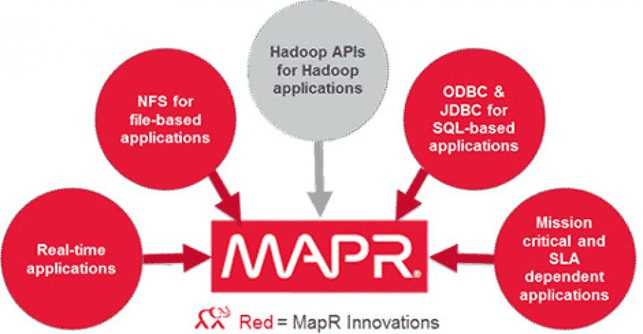 Hadoop APIs
for Hadoop
applications
NFS for
file-based
applications
ODBC &
JDBC for
SQL-based
applications
Real-time
applications
Mission
critical and
SLA
dependent
applications
MAPR®
Red = MapR Innovations